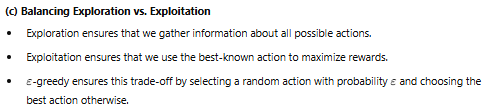 (c) Balancing Exploration vs. Exploitation
• Exploration ensures that we gather information about all possible actions.
• Exploitation ensures that we use the best-known action to maximize rewards.
• ε-greedy ensures this trade-off by selecting a random action with probability ε and choosing the
best action otherwise.